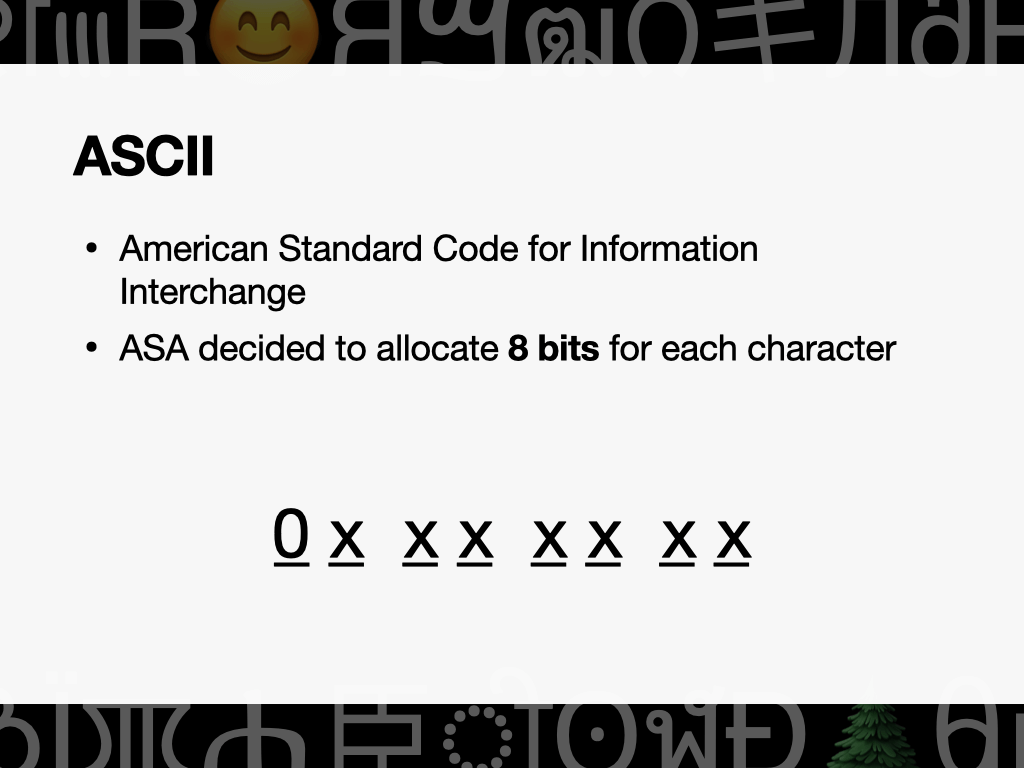 ASCII
• American Standard Code for Information
Interchange
• ASA decided to allocate 8 bits for each character
0 x x x x x x x